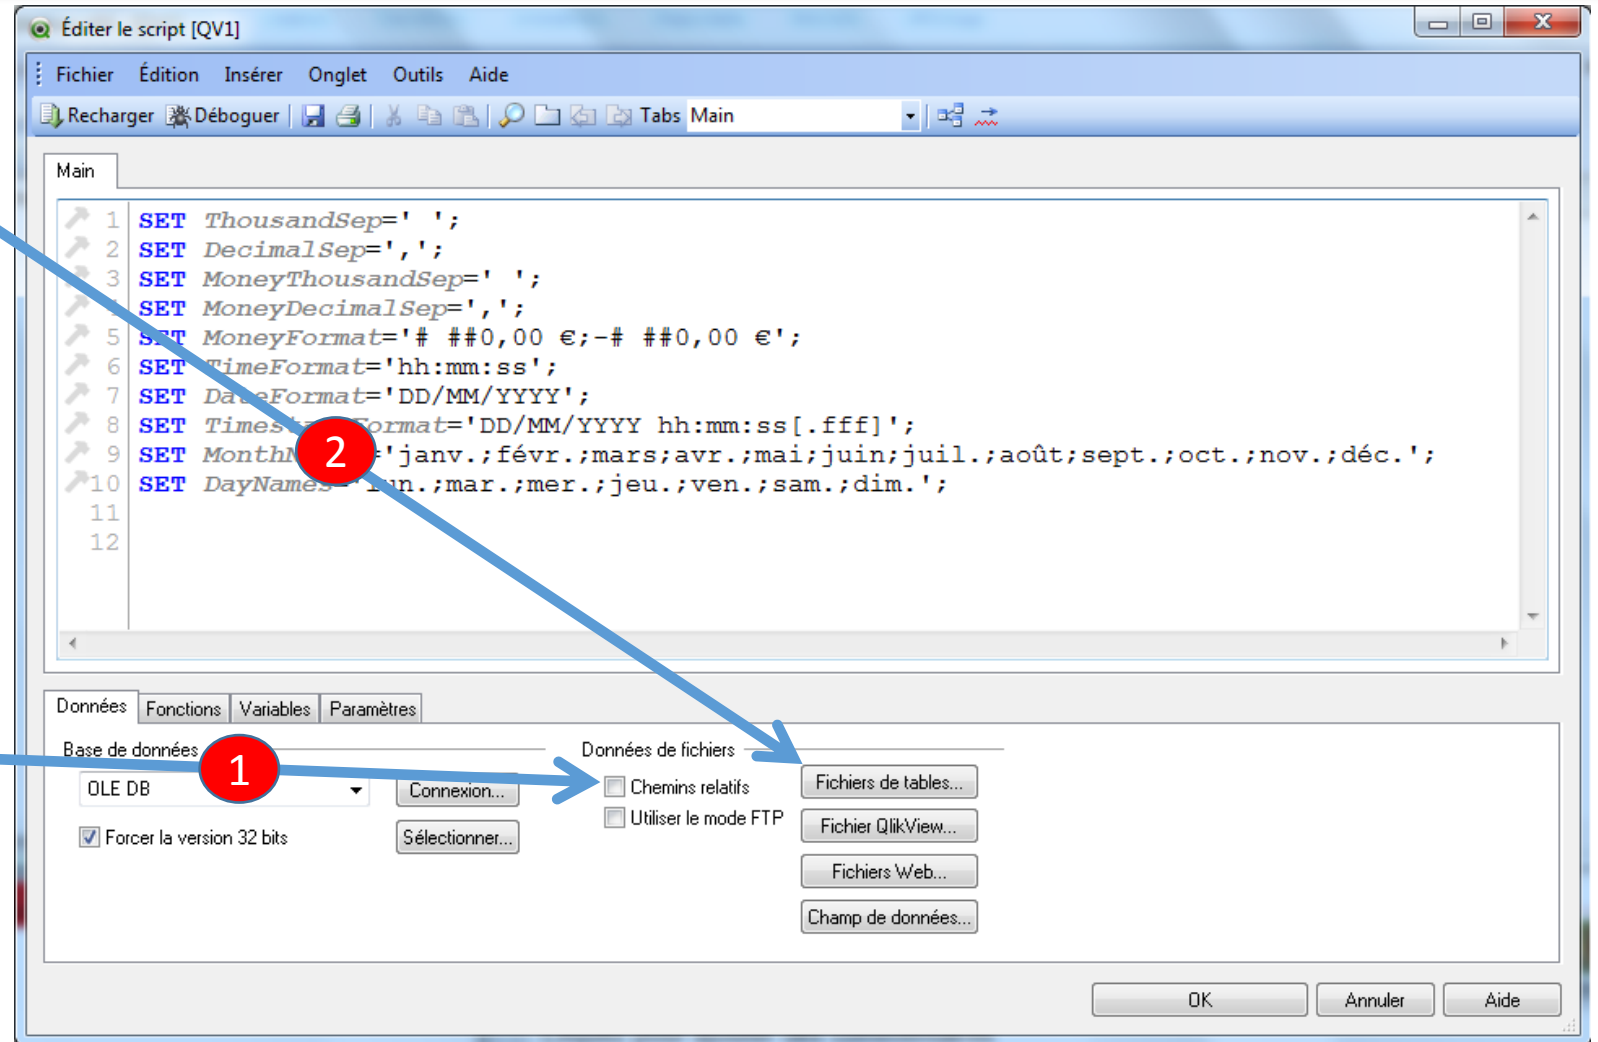 Éditer le script [QV1]
Fichier Édition Insérer Onglet Outils Aide
Recharger Déboguer Tabs Main
Main
1 SET ThousandSep=' ';
2 SET DecimalSep=',';
3 SET MoneyThousandSep=' ';
SET MoneyDecimalSep=',';
5 SET MoneyFormat='# ##0,00 €;-# ##0,00 €';
6 SET TimeFormat='hh:mm:ss';
7 SET DateFormat='DD/MM/YYYY';
8 SET TimestampFormat='DD/MM/YYYY hh:mm:ss[.fff]';
9 SET MonthN 2 'janv.;févr.;mars;avr.;mai;juin;juil.;août;sept.;oct.;nov.;déc.';
10 SET DayNames='lun.;mar.;mer.;jeu.;ven.;sam.;dim.';
11
12
Données Fonctions Variables Paramètres
Base de données
1
OLE DB Connexion...
Forcer la version 32 bits Sélectionner...
Données de fichiers
Chemins relatifs Fichiers de tables...
Utiliser le mode FTP Fichier QlikView...
Fichiers Web...
Champ de données...
OK Annuler Aide